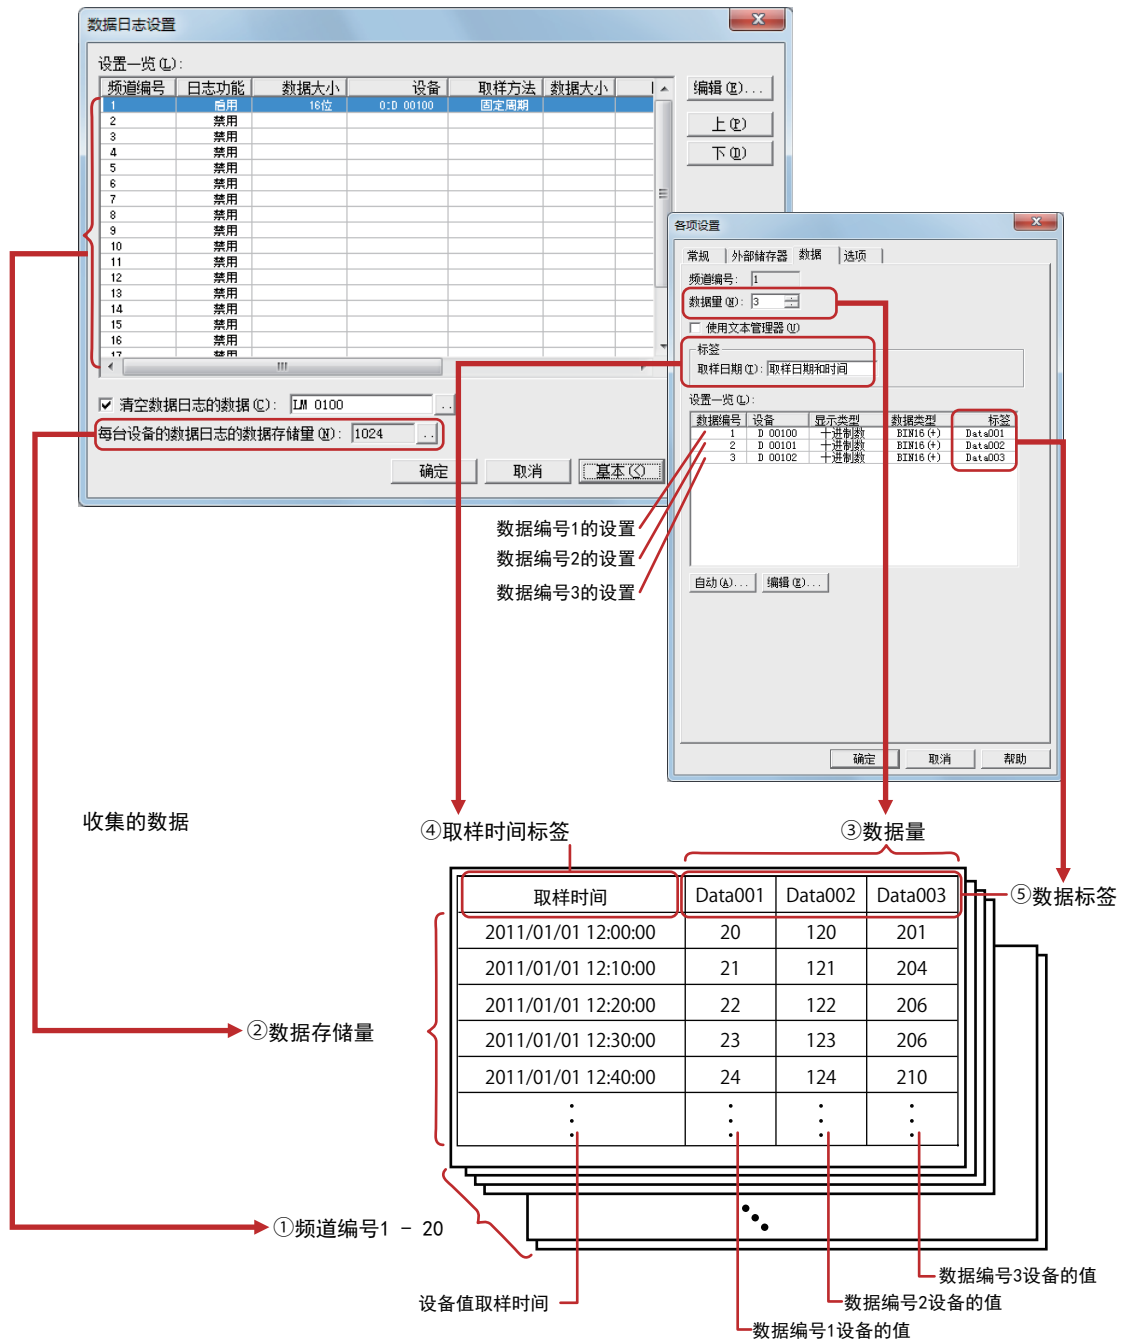 数据日志设置
设置一览(L):
频道编号 日志功能 数据大小 设备 取样方法 数据大小
1 启用 16位 0:D 00100 固定周期
2 禁用
3 禁用
4 禁用
5 禁用
6 禁用
7 禁用
8 禁用
9 禁用
10 禁用
11 禁用
12 禁用
13 禁用
14 禁用
15 禁用
16 禁用
17 禁用
编辑(E)...
上(P)
下(D)
清空数据日志的数据(C): LM 0100 ..
每台设备的数据日志的数据存储量(N): 1024 ..
确定 取消 基本(<)
各项设置
常规 外部储存器 数据 选项
频道编号: 1
数据量(N): 3
使用文本管理器(U)
标签
取样日期(T): 取样日期和时间
设置一览(L):
数据编号 设备 显示类型 数据类型 标签
1 D 00100 十进制数 BIN16(+) Data001
2 D 00101 十进制数 BIN16(+) Data002
3 D 00102 十进制数 BIN16(+) Data003
数据编号1的设置
数据编号2的设置
数据编号3的设置
自动(A)... 编辑(E)...
确定 取消 帮助
收集的数据
④取样时间标签
③数据量
⑤数据标签
取样时间 Data001 Data002 Data003
2011/01/01 12:00:00 20 120 201
2011/01/01 12:10:00 21 121 204
2011/01/01 12:20:00 22 122 206
2011/01/01 12:30:00 23 123 206
2011/01/01 12:40:00 24 124 210
②数据存储量
①频道编号1 - 20
设备值取样时间
数据编号3设备的值
数据编号2设备的值
数据编号1设备的值